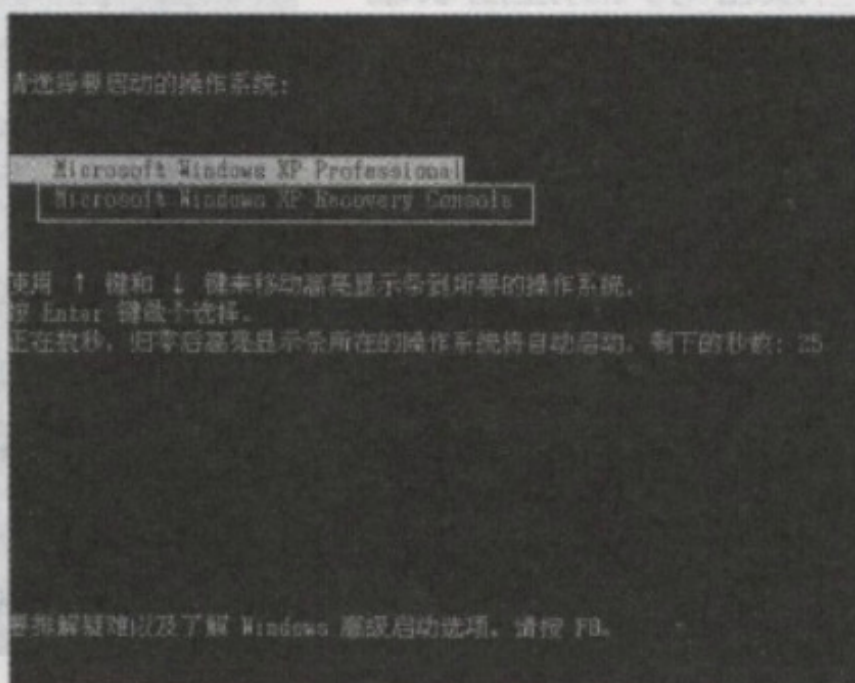 请选择要启动的操作系统:
Microsoft Windows XP Professional
Microsoft Windows XP Recovery Console
使用 ↑ 键和 ↓ 键来移动高亮显示条到所要的操作系统,
按 Enter 键做个选择。
正在数秒,归零后高亮显示条所在的操作系统将自动启动。剩下的秒数: 25
要排解疑难以及了解 Windows 高级启动选项,请按 F8。